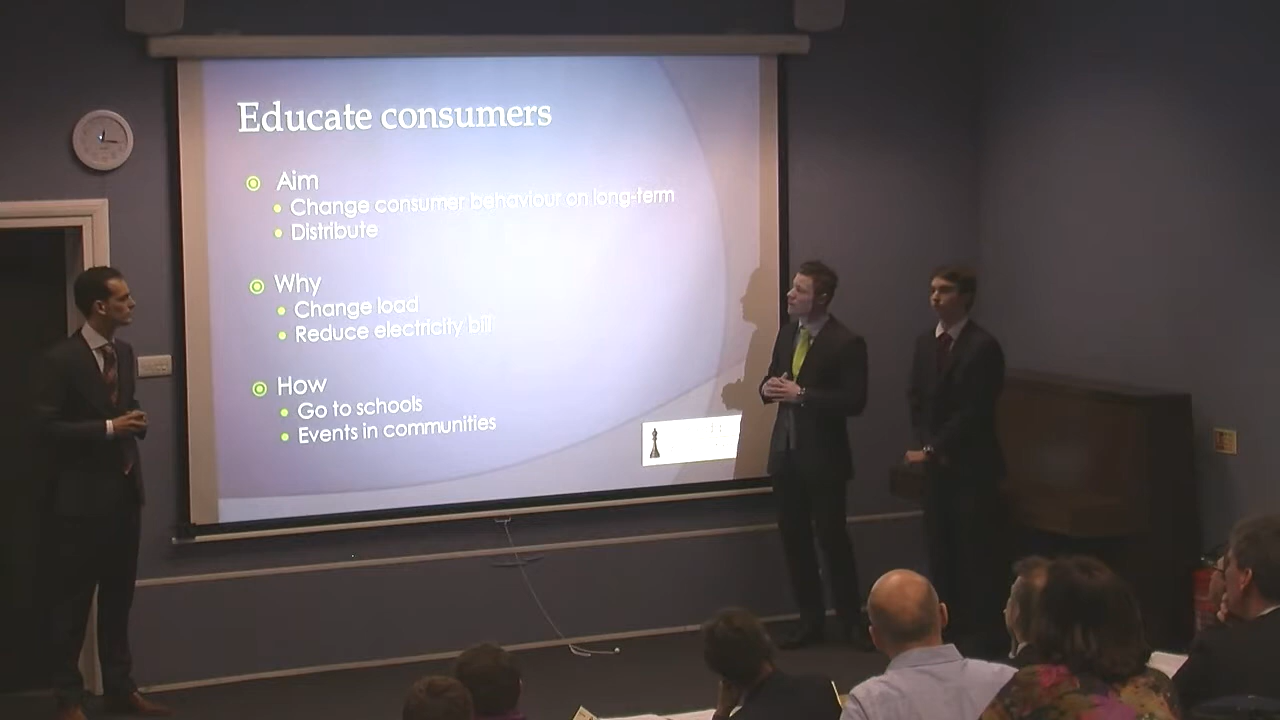 Educate consumers
Aim
Change consumer behaviour on long-term
Distribute
Why
Change load
Reduce electricity bill
How
Go to schools
Events in communities